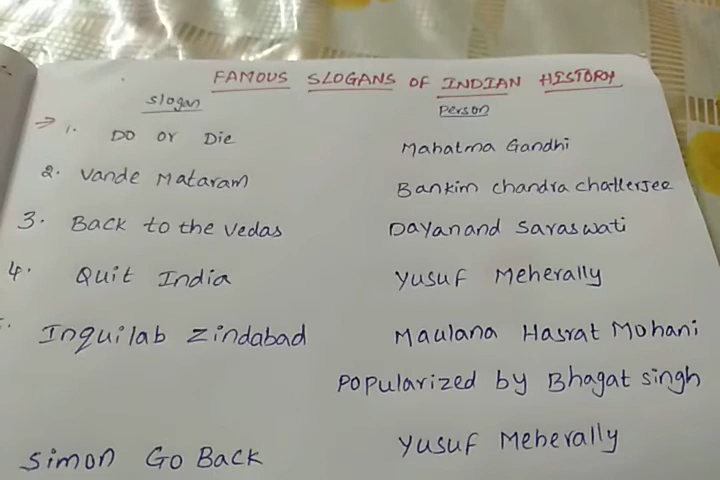 FAMOUS SLOGANS OF INDIAN HISTORY
Slogan Person
1. Do or Die Mahatma Gandhi
2. Vande Mataram Bankim Chandra Chatterjee
3. Back to the Vedas Dayanand Saraswati
4. Quit India Yusuf Meherally
Inquilab Zindabad Maulana Hasrat Mohani
Popularized by Bhagat Singh
Simon Go Back Yusuf Meherally